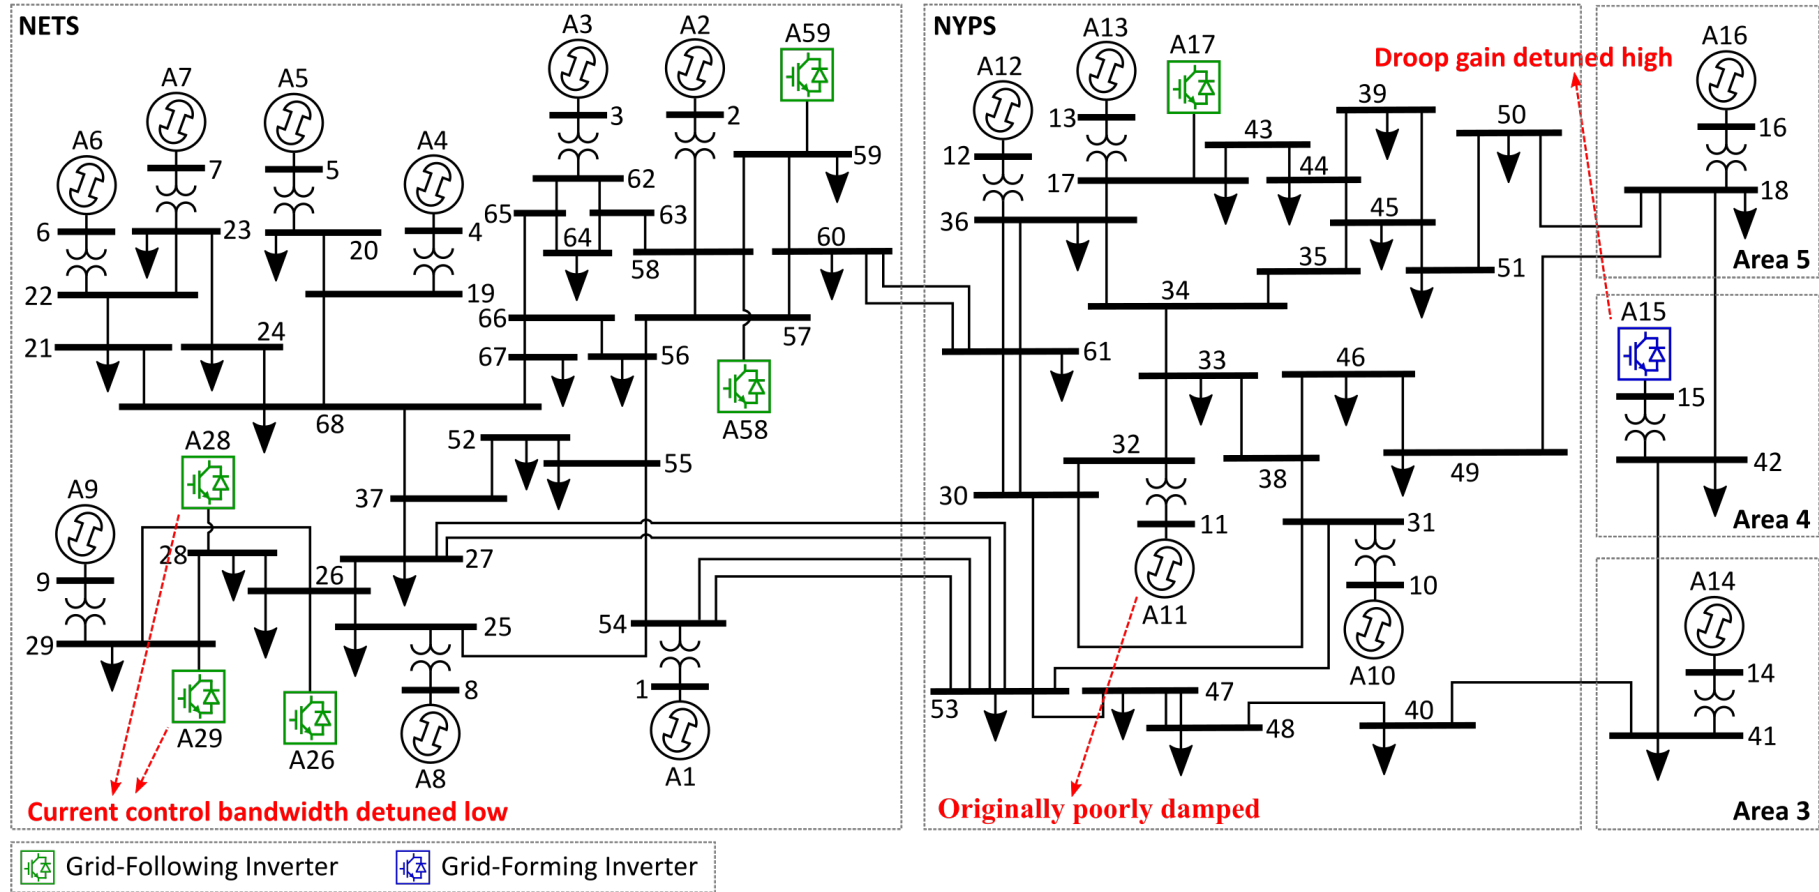 NETS
NYPS
A3
A2
A59
A13
A12
A17
Droop gain detuned high
A16
A7
A5
A6
A4
3
2
13
12
43
39
50
16
7
5
59
44
6
23
20
4
62
65
63
64
58
60
17
36
45
18
Area 5
22
19
35
51
34
A15
21
24
66
67
56
57
61
33
46
15
68
A58
A28
52
55
32
38
49
42
A9
37
30
11
31
Area 4
28
27
9
26
10
A14
29
25
54
A11
A10
14
8
1
53
47
48
40
41
A29
A26
A8
A1
Current control bandwidth detuned low
Originally poorly damped
Area 3
Grid-Following Inverter
Grid-Forming Inverter